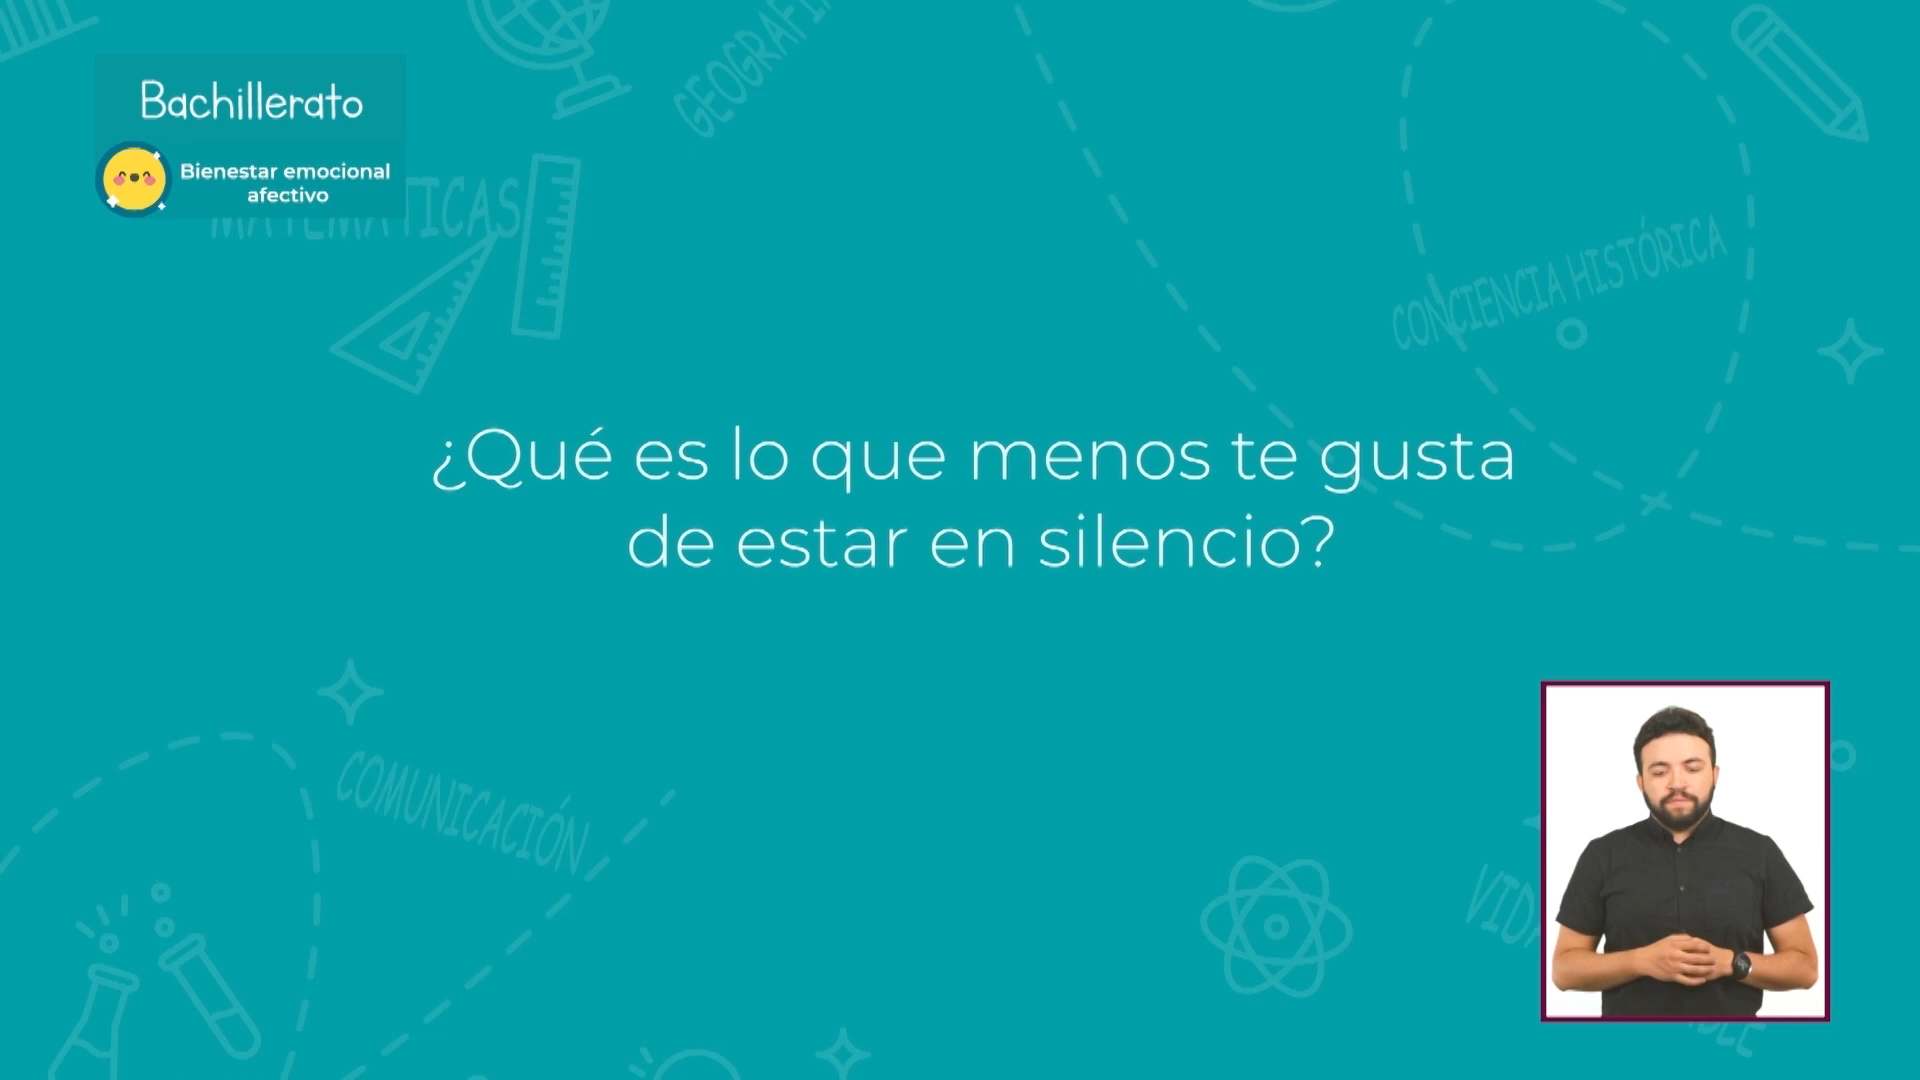 GEOGRAFÍA
Bachillerato
Bienestar emocional
afectivo
MATEMÁTICAS
CONCIENCIA HISTÓRICA
¿Qué es lo que menos te gusta
de estar en silencio?
COMUNICACIÓN